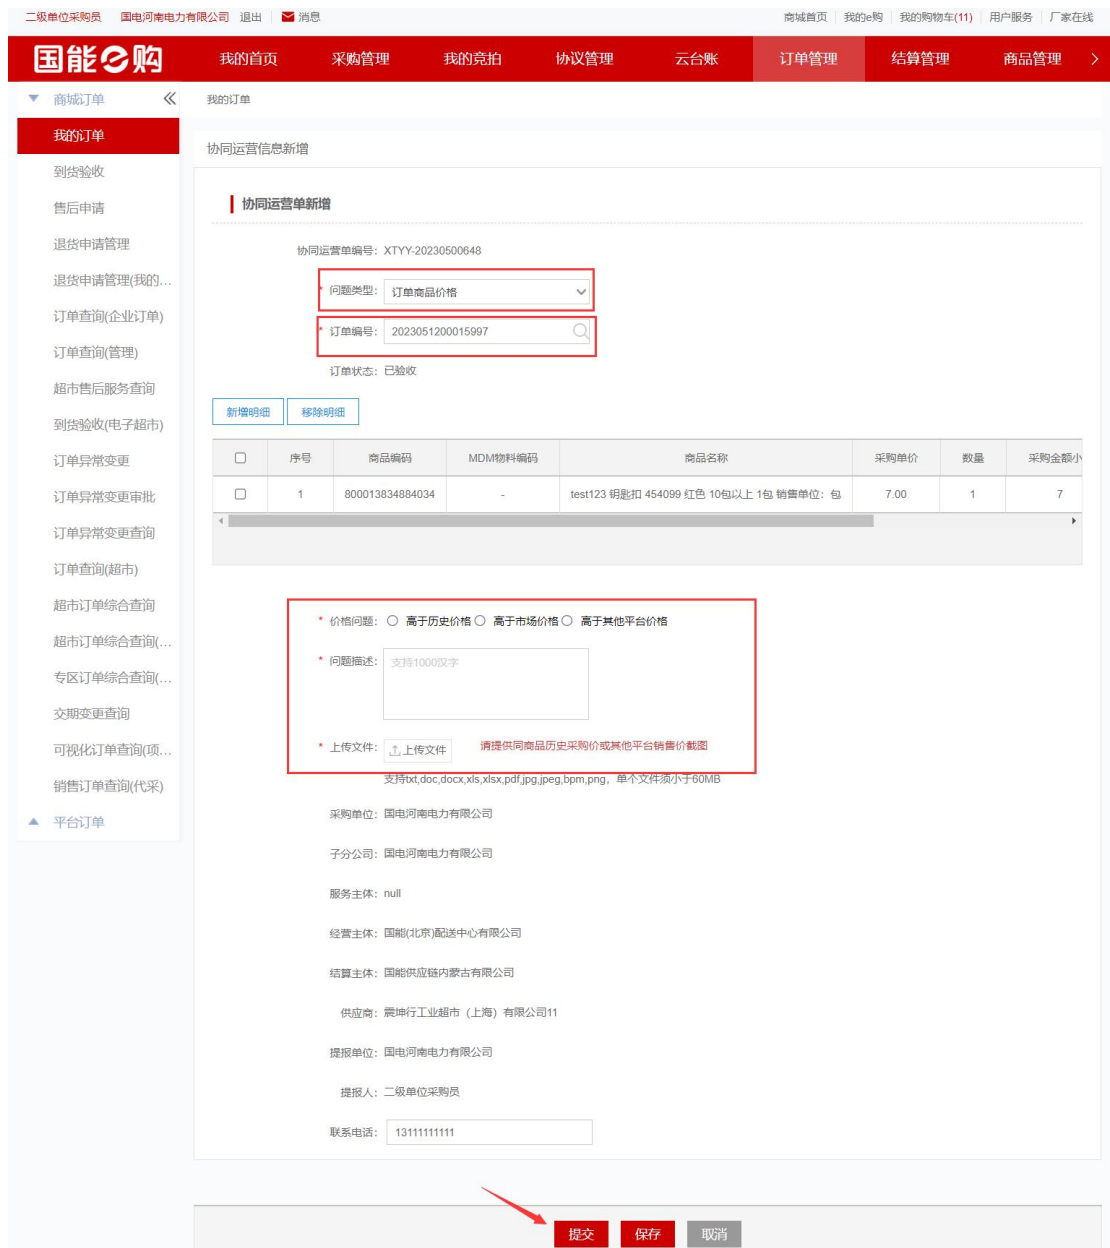 二级单位采购员 国电河南电力有限公司 退出 消息 商城首页 我的e购 我的购物车(11) 用户服务 厂家在线
国能e购 我的首页 采购管理 我的竞拍 协议管理 云台账 订单管理 结算管理 商品管理
商城订单
我的订单
我的订单
到货验收
售后申请
退货申请管理
退货申请管理(我的...
订单查询(企业订单)
订单查询(管理)
超市售后服务查询
到货验收(电子超市)
订单异常变更
订单异常变更审批
订单异常变更查询
订单查询(超市)
超市订单综合查询
超市订单综合查询(...
专区订单综合查询(...
交期变更查询
可视化订单查询(项...
销售订单查询(代采)
平台订单
协同运营信息新增
协同运营单新增
协同运营单编号: XTYY-20230500648
* 问题类型: 订单商品价格
* 订单编号: 2023051200015997
订单状态: 已验收
新增明细 移除明细
序号 商品编码 MDM物料编码 商品名称 采购单价 数量 采购金额小
1 800013834884034 - test123 钥匙扣 454099 红色 10包以上 1包 销售单位: 包 7.00 1 7
* 价格问题: 高于历史价格 高于市场价格 高于其他平台价格
* 问题描述: 支持1000汉字
* 上传文件: 上传文件 请提供同商品历史采购价或其他平台销售价截图
支持txt,doc,docx,xls,xlsx,pdf,jpg,jpeg,bpm,png, 单个文件须小于60MB
采购单位: 国电河南电力有限公司
子分公司: 国电河南电力有限公司
服务主体: null
经营主体: 国能(北京)配送中心有限公司
结算主体: 国能供应链内蒙古有限公司
供应商: 震坤行工业超市（上海）有限公司11
提报单位: 国电河南电力有限公司
提报人: 二级单位采购员
联系电话: 13111111111
提交 保存 取消